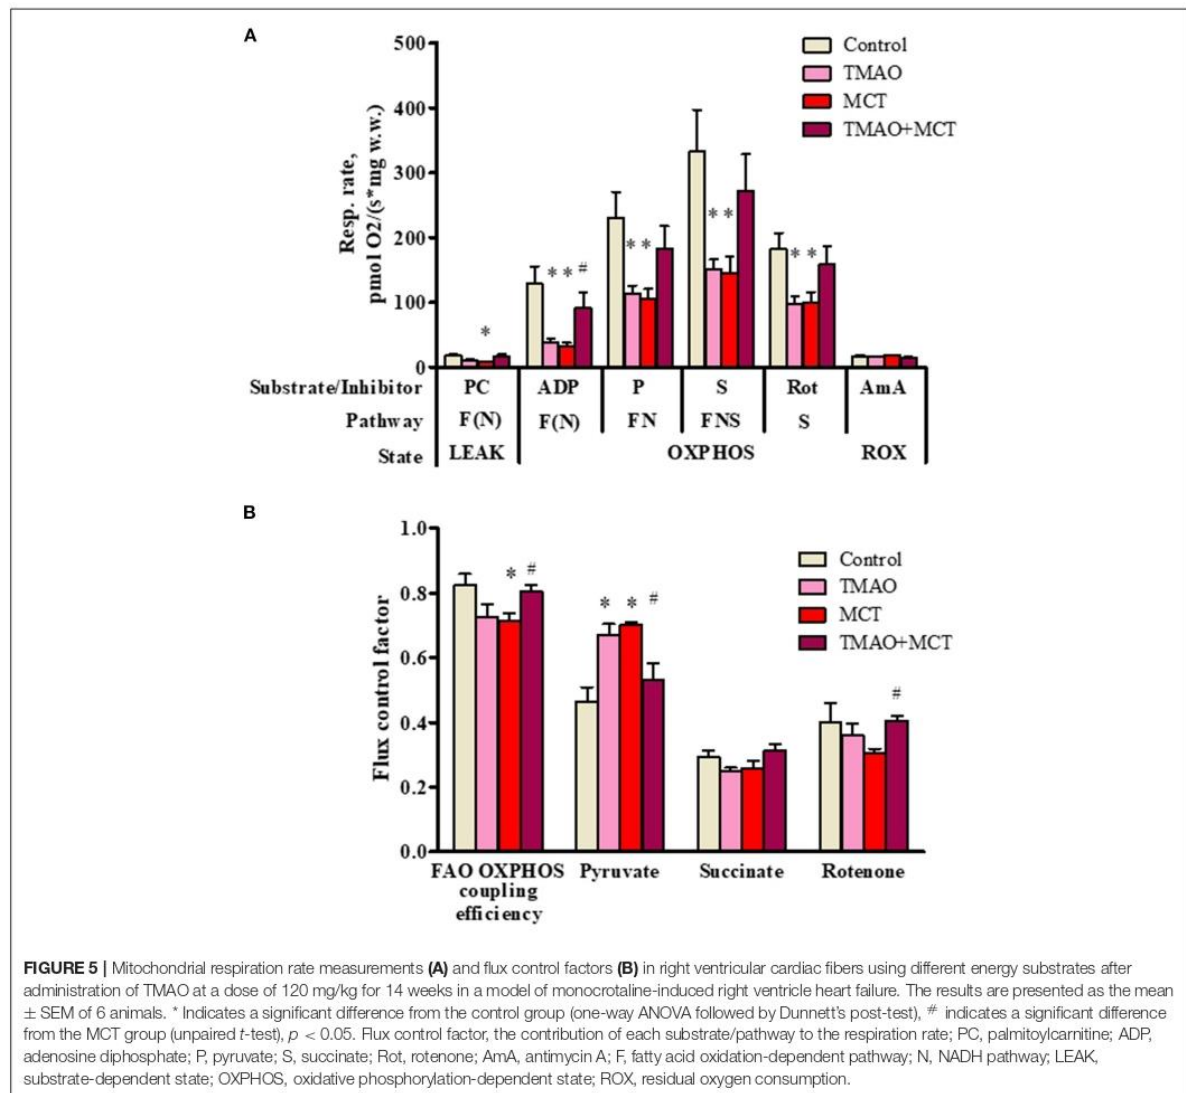 A
500
400
300
200
100
0
Resp. rate,
pmol O2/(s*mg w.w.)
Control
TMAO
MCT
TMAO+MCT
*
* * #
* *
* *
* *
Substrate/Inhibitor PC ADP P S Rot AmA
Pathway F(N) F(N) FN FNS S
State LEAK OXPHOS ROX
B
1.0
0.8
0.6
0.4
0.2
0.0
Flux control factor
Control
TMAO
MCT
TMAO+MCT
* #
* * #
#
FAO OXPHOS Pyruvate Succinate Rotenone
coupling
efficiency
FIGURE 5 | Mitochondrial respiration rate measurements (A) and flux control factors (B) in right ventricular cardiac fibers using different energy substrates after
administration of TMAO at a dose of 120 mg/kg for 14 weeks in a model of monocrotaline-induced right ventricle heart failure. The results are presented as the mean
± SEM of 6 animals. * Indicates a significant difference from the control group (one-way ANOVA followed by Dunnett's post-test), # indicates a significant difference
from the MCT group (unpaired t-test), p < 0.05. Flux control factor, the contribution of each substrate/pathway to the respiration rate; PC, palmitoylcarnitine; ADP,
adenosine diphosphate; P, pyruvate; S, succinate; Rot, rotenone; AmA, antimycin A; F, fatty acid oxidation-dependent pathway; N, NADH pathway; LEAK,
substrate-dependent state; OXPHOS, oxidative phosphorylation-dependent state; ROX, residual oxygen consumption.